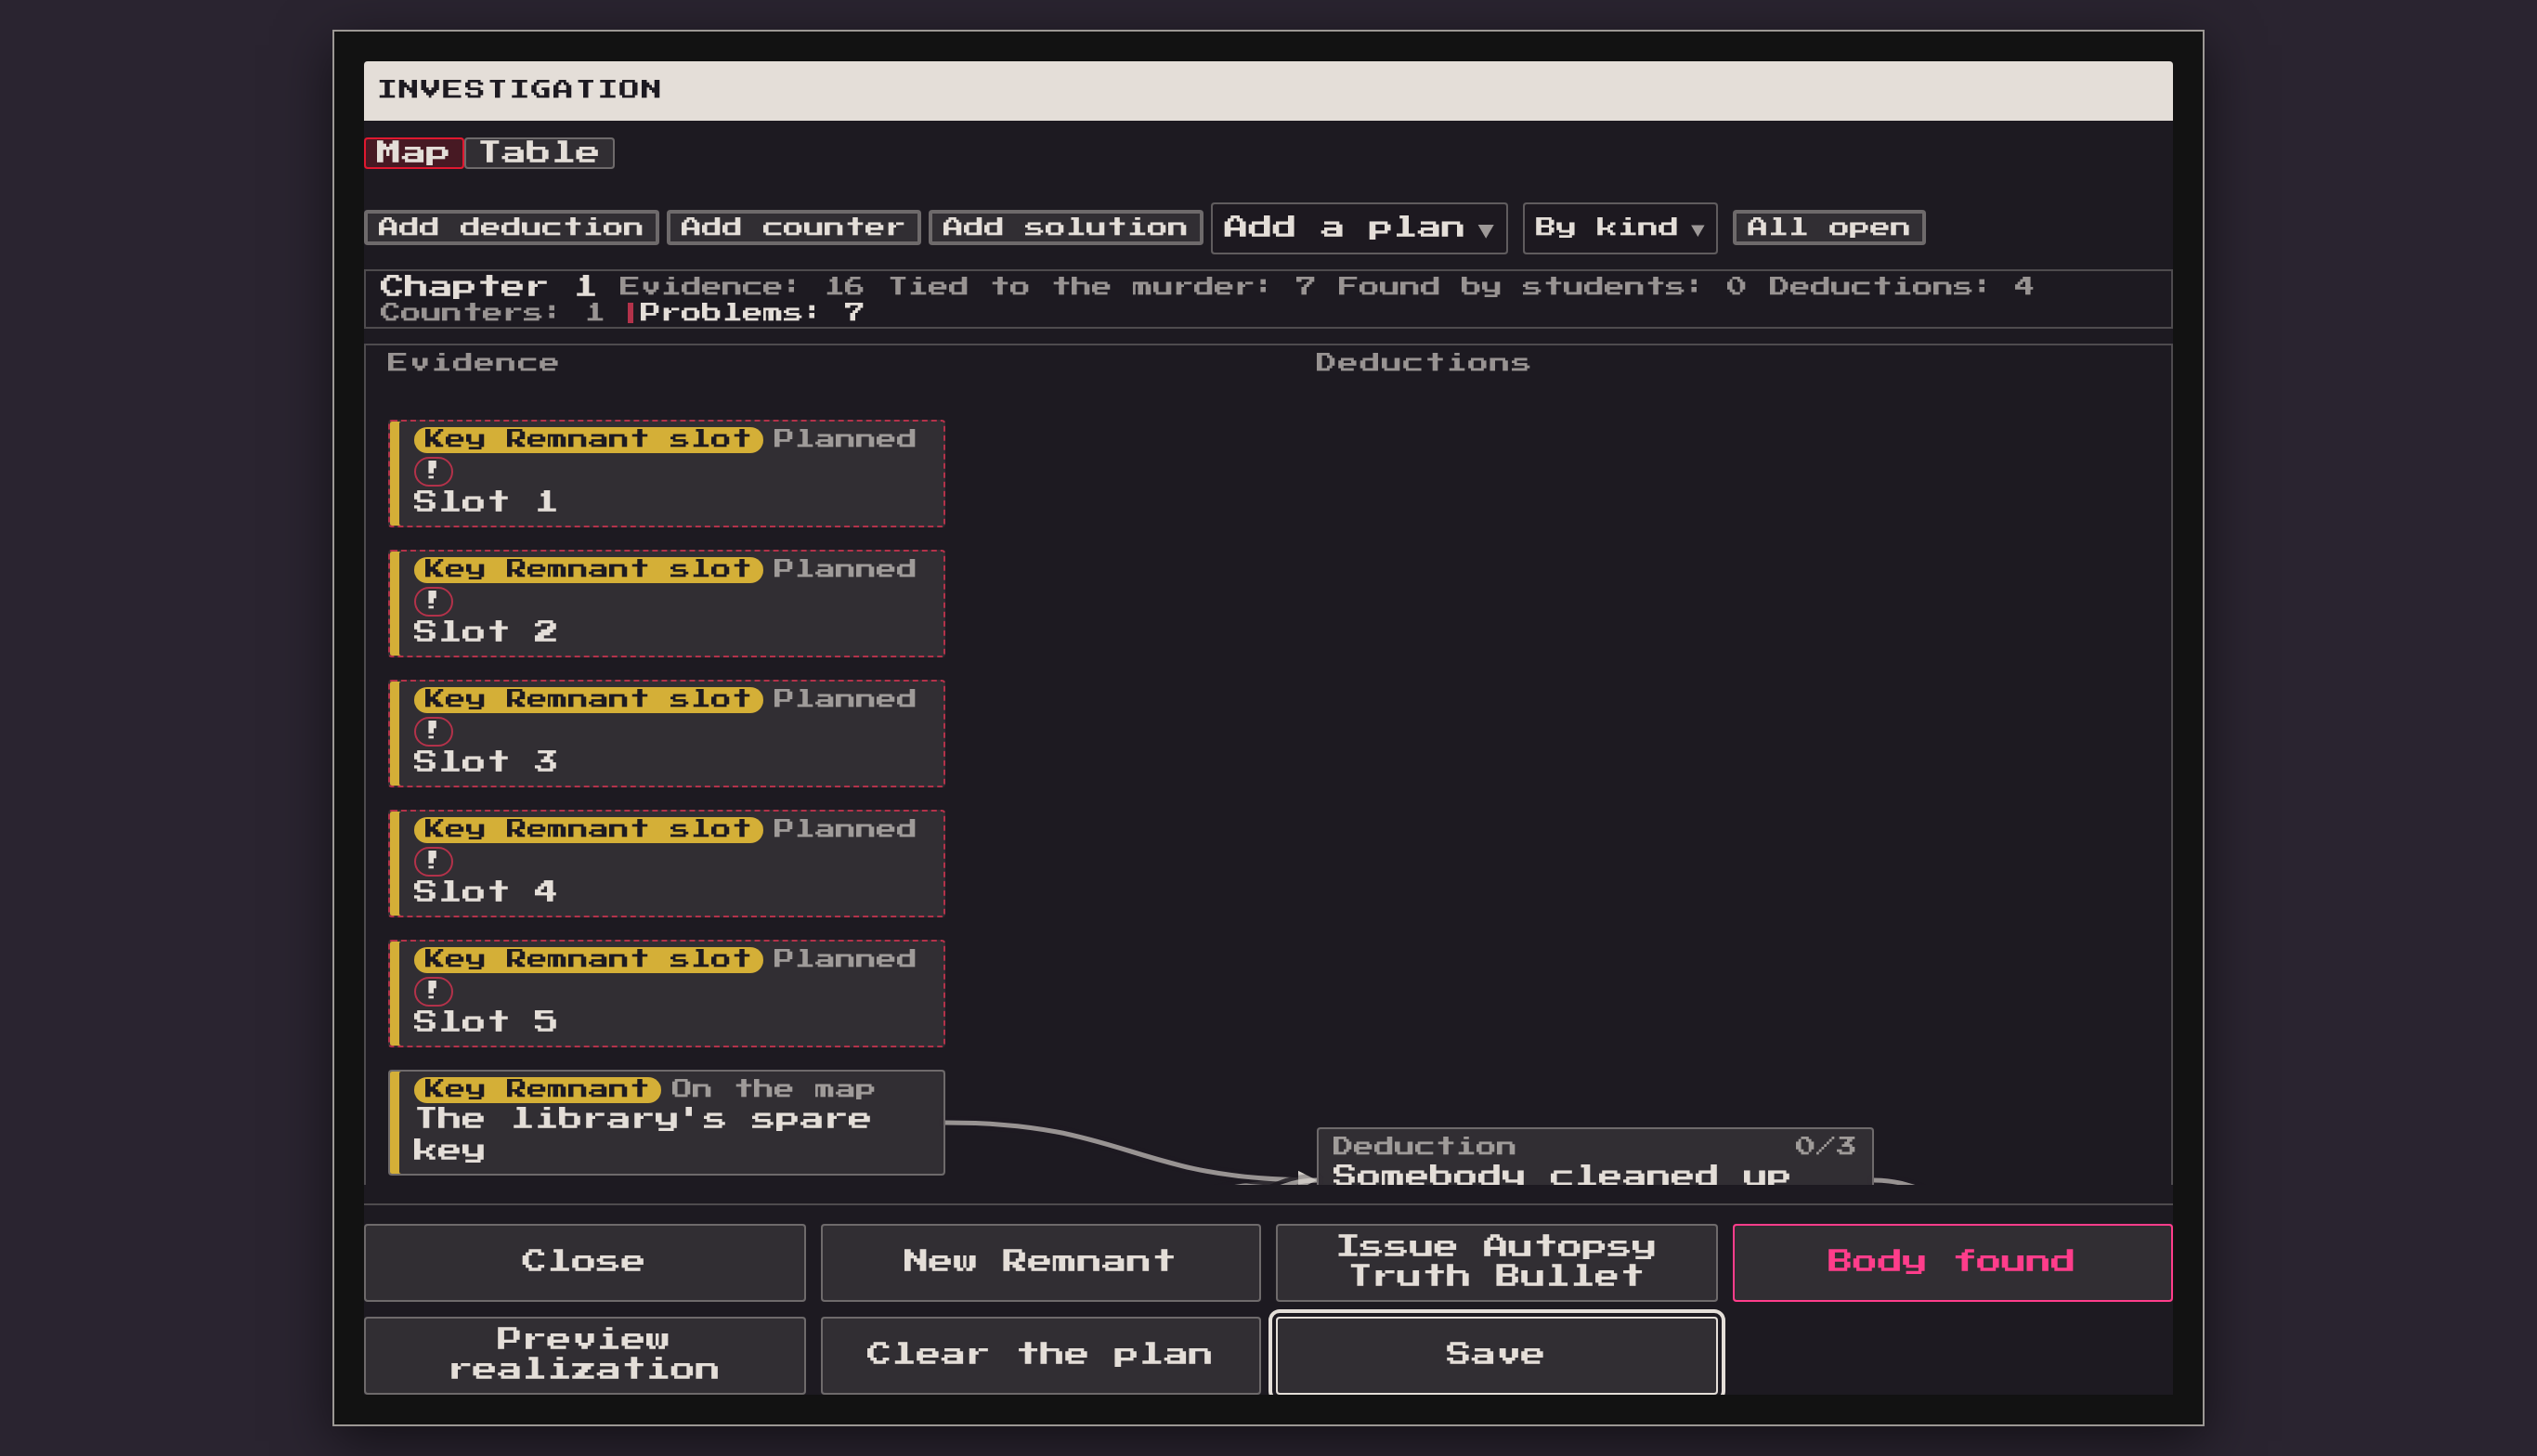 INVESTIGATION
Map Table
Add deduction Add counter Add solution Add a plan ▼ By kind ▼ All open
Chapter 1 Evidence: 16 Tied to the murder: 7 Found by students: 0 Deductions: 4
Counters: 1 Problems: 7
Evidence Deductions
Key Remnant slot Planned
!
Slot 1
Key Remnant slot Planned
!
Slot 2
Key Remnant slot Planned
!
Slot 3
Key Remnant slot Planned
!
Slot 4
Key Remnant slot Planned
!
Slot 5
Key Remnant On the map
The library's spare
key
Deduction 0/3
Somebody cleaned up
Close
New Remnant
Issue Autopsy
Truth Bullet
Body found
Preview
realization
Clear the plan
Save